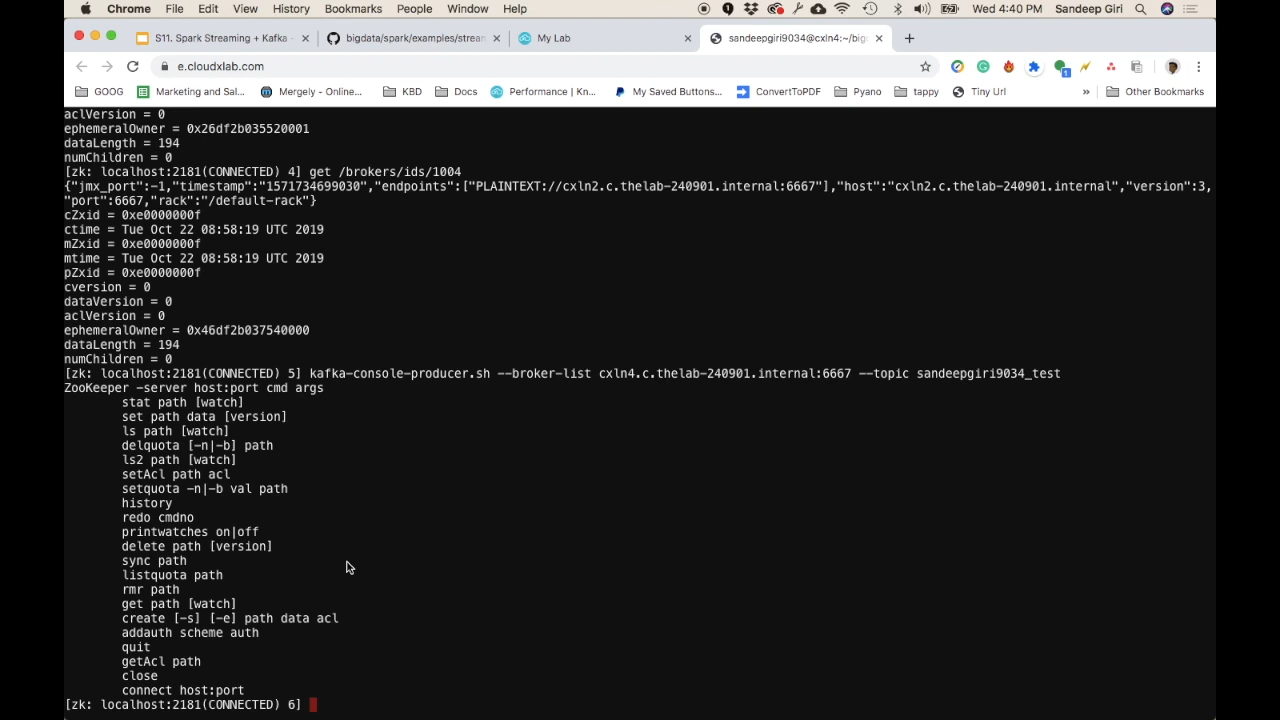 Chrome File Edit View History Bookmarks People Window Help Wed 4:40 PM Sandeep Giri
S11. Spark Streaming + Kafka - bigdata/spark/examples/strear My Lab sandeepgiri9034@cxln4:~/big
e.cloudxlab.com
GOOG Marketing and Sal... Mergely - Online... KBD Docs Performance | Kn... My Saved Buttons... ConvertToPDF Pyano tappy Tiny Url » Other Bookmarks
aclVersion = 0
ephemeralOwner = 0x26df2b035520001
dataLength = 194
numChildren = 0
[zk: localhost:2181(CONNECTED) 4] get /brokers/ids/1004
{"jmx_port":-1,"timestamp":"1571734699030","endpoints":["PLAINTEXT://cxln2.c.thelab-240901.internal:6667"],"host":"cxln2.c.thelab-240901.internal","version":3,
"port":6667,"rack":"/default-rack"}
cZxid = 0xe0000000f
ctime = Tue Oct 22 08:58:19 UTC 2019
mZxid = 0xe0000000f
mtime = Tue Oct 22 08:58:19 UTC 2019
pZxid = 0xe0000000f
cversion = 0
dataVersion = 0
aclVersion = 0
ephemeralOwner = 0x46df2b037540000
dataLength = 194
numChildren = 0
[zk: localhost:2181(CONNECTED) 5] kafka-console-producer.sh --broker-list cxln4.c.thelab-240901.internal:6667 --topic sandeepgiri9034_test
ZooKeeper -server host:port cmd args
stat path [watch]
set path data [version]
ls path [watch]
delquota [-n|-b] path
ls2 path [watch]
setAcl path acl
setquota -n|-b val path
history
redo cmdno
printwatches on|off
delete path [version]
sync path
listquota path
rmr path
get path [watch]
create [-s] [-e] path data acl
addauth scheme auth
quit
getAcl path
close
connect host:port
[zk: localhost:2181(CONNECTED) 6]